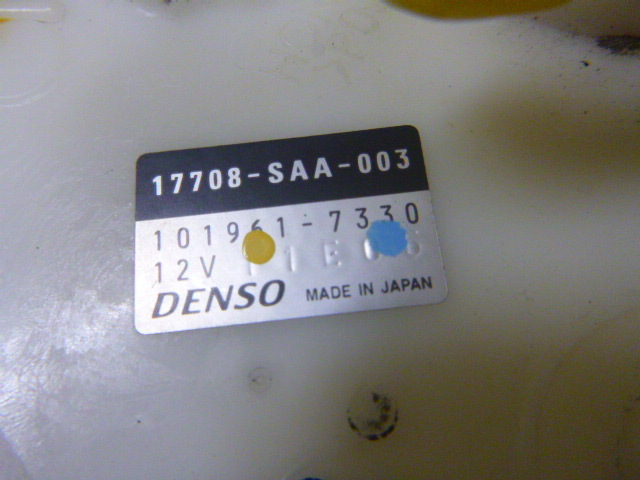 17708-SAA-003
101961-7330
12V
DENSO MADE IN JAPAN